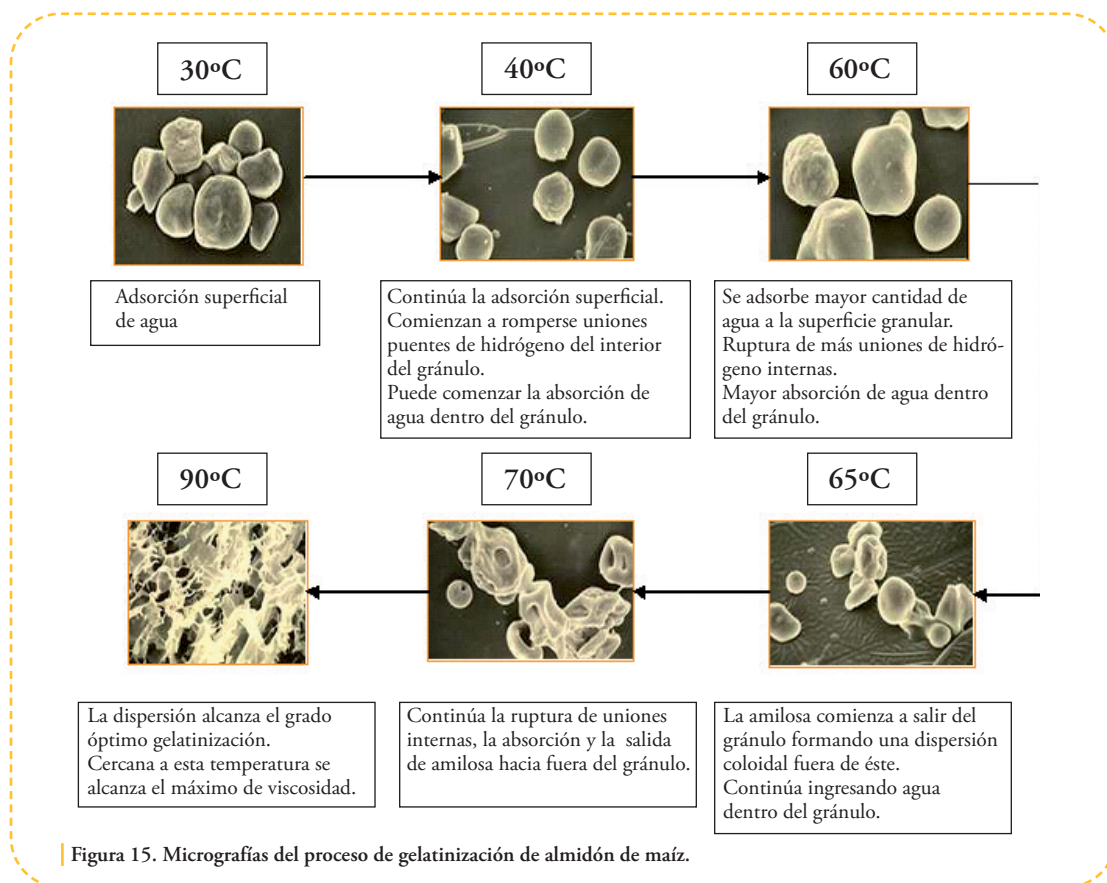 30ºC
40ºC
60ºC
Adsorción superficial
de agua
Continúa la adsorción superficial.
Comienzan a romperse uniones
puentes de hidrógeno del interior
del gránulo.
Puede comenzar la absorción de
agua dentro del gránulo.
Se adsorbe mayor cantidad de
agua a la superficie granular.
Ruptura de más uniones de hidró-
geno internas.
Mayor absorción de agua dentro
del gránulo.
65ºC
70ºC
90ºC
La amilosa comienza a salir del
gránulo formando una dispersión
coloidal fuera de éste.
Continúa ingresando agua
dentro del gránulo.
Continúa la ruptura de uniones
internas, la absorción y la salida
de amilosa hacia fuera del gránulo.
La dispersión alcanza el grado
óptimo gelatinización.
Cercana a esta temperatura se
alcanza el máximo de viscosidad.
Figura 15. Micrografías del proceso de gelatinización de almidón de maíz.